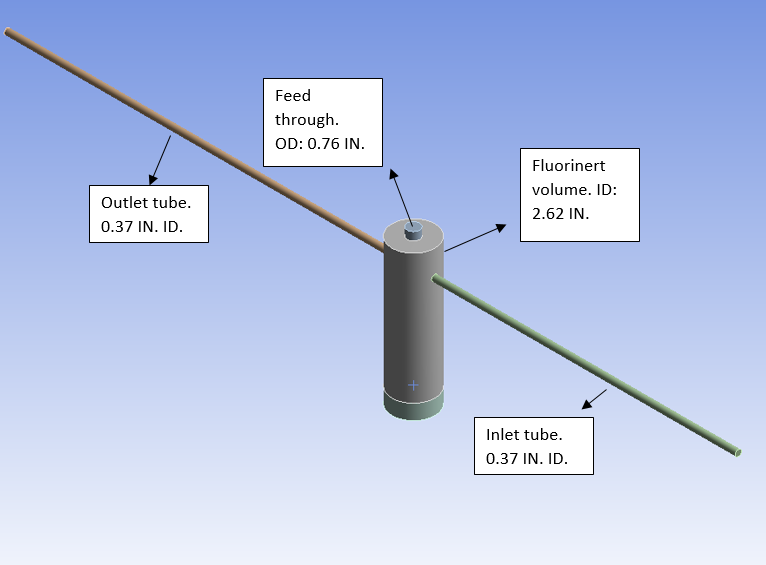 Feed
through.
OD: 0.76 IN.
Fluorinert
volume. ID:
2.62 IN.
Outlet tube.
0.37 IN. ID.
Inlet tube.
0.37 IN. ID.